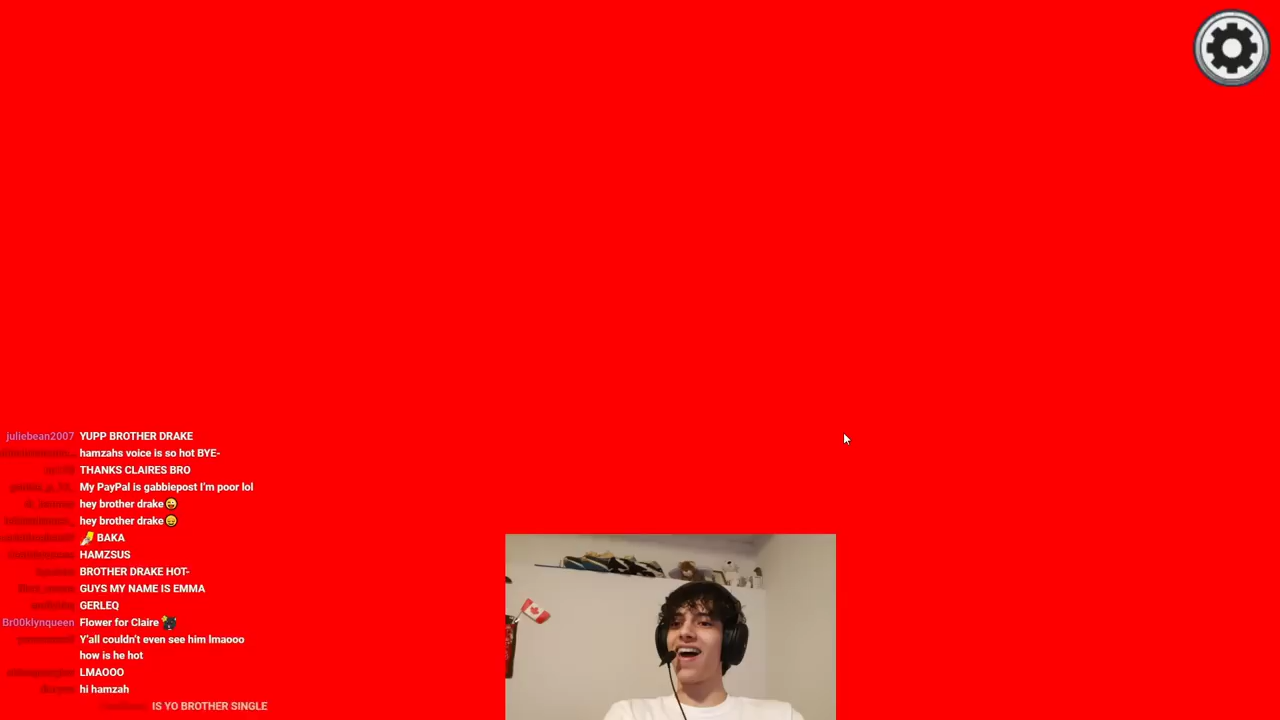 juliebean2007 YUPP BROTHER DRAKE
hamzahs voice is so hot BYE-
THANKS CLAIRES BRO
My PayPal is gabbiepost I'm poor lol
hey brother drake😜
hey brother drake😏
BAKA
HAMZSUS
BROTHER DRAKE HOT-
GUYS MY NAME IS EMMA
GERLEQ
Br00klynqueen Flower for Claire
Y'all couldn't even see him lmaooo
how is he hot
LMAOOO
hi hamzah
IS YO BROTHER SINGLE